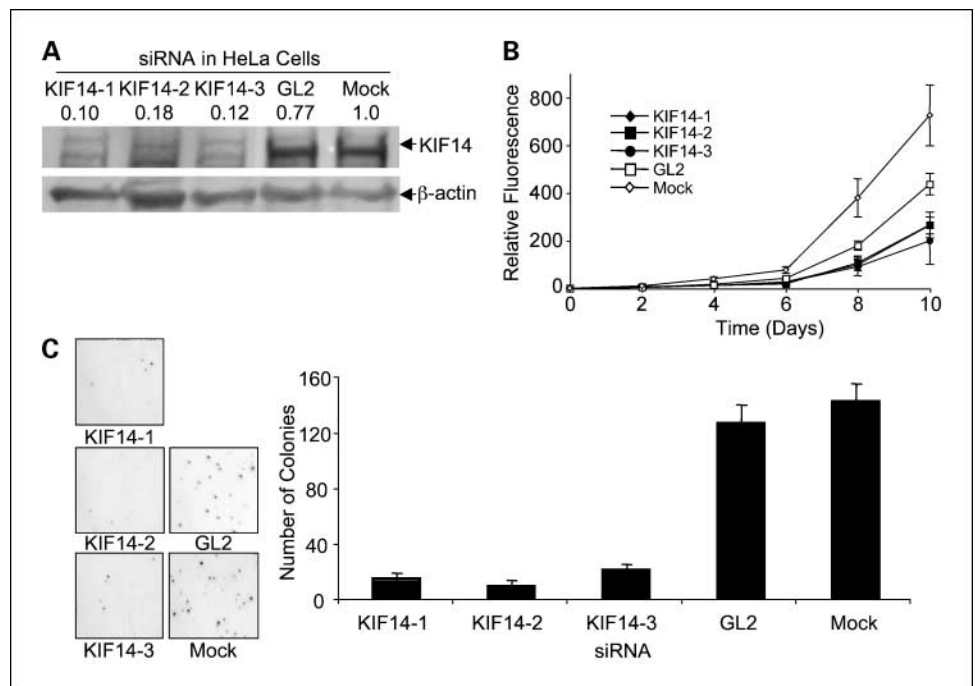 A
siRNA in HeLa Cells
KIF14-1 KIF14-2 KIF14-3 GL2 Mock
0.10 0.18 0.12 0.77 1.0
KIF14
β-actin
B
Relative Fluorescence
800
600
400
200
0
0 2 4 6 8 10
Time (Days)
KIF14-1
KIF14-2
KIF14-3
GL2
Mock
C
KIF14-1
KIF14-2 GL2
KIF14-3 Mock
Number of Colonies
160
120
80
40
0
KIF14-1 KIF14-2 KIF14-3 GL2 Mock
siRNA